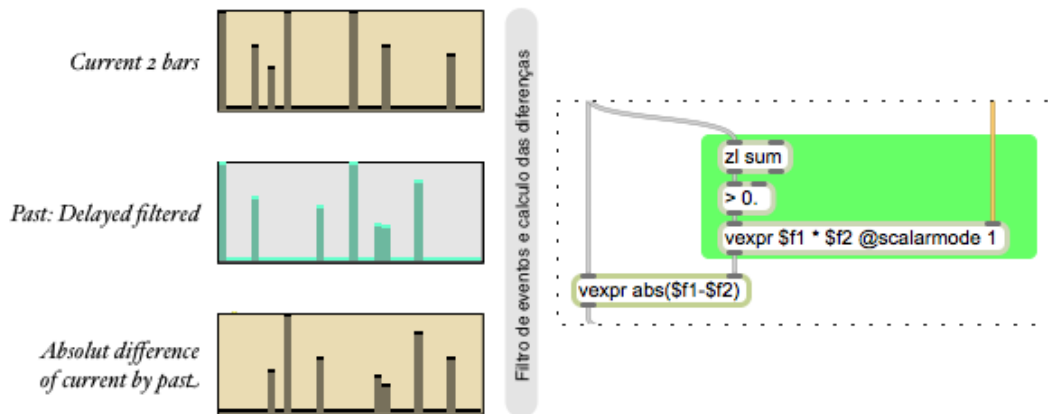 Current 2 bars
Past: Delayed filtered
Absolut difference
of current by past.
Filtro de eventos e calculo das diferenças
zl sum
> 0.
vexpr $f1 * $f2 @scalarmode 1
vexpr abs($f1-$f2)